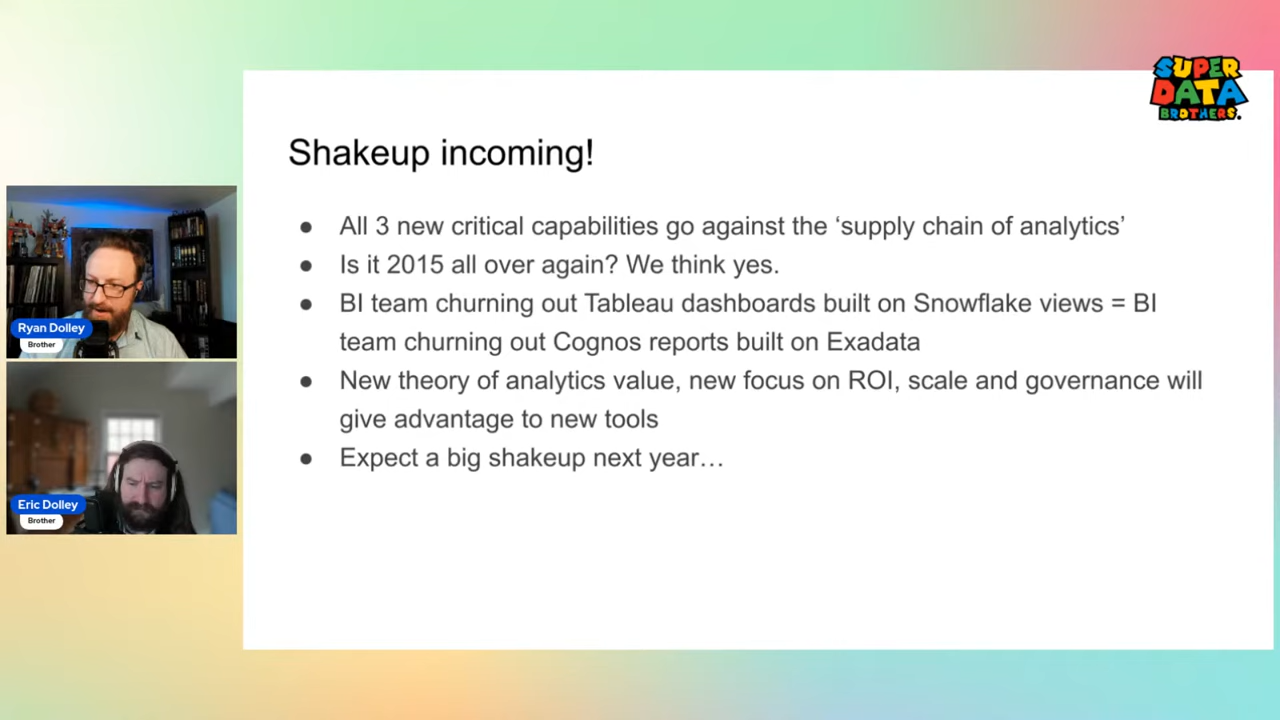 SUPER
DATA
BROTHERS.
Shakeup incoming!
● All 3 new critical capabilities go against the ‘supply chain of analytics’
● Is it 2015 all over again? We think yes.
● BI team churning out Tableau dashboards built on Snowflake views = BI
team churning out Cognos reports built on Exadata
● New theory of analytics value, new focus on ROI, scale and governance will
give advantage to new tools
● Expect a big shakeup next year…
Ryan Dolley
Brother
Eric Dolley
Brother